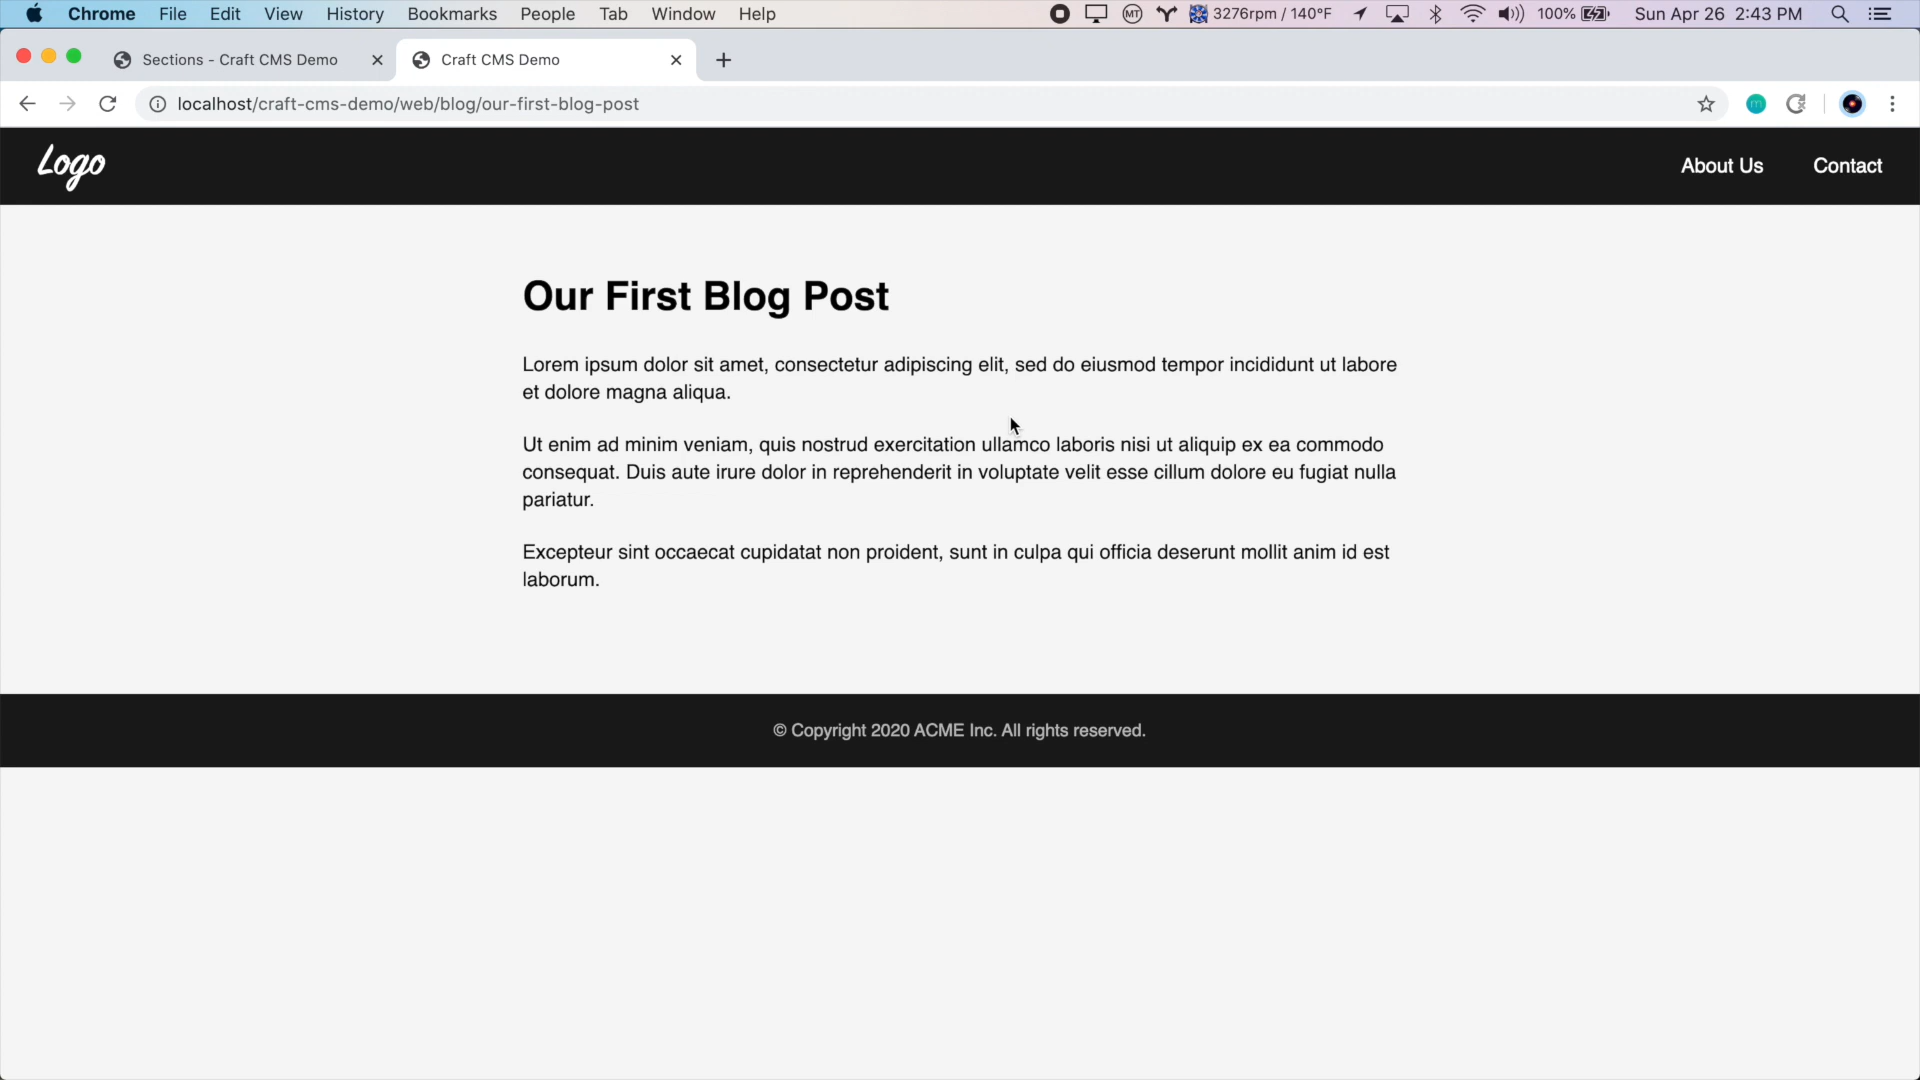 Chrome File Edit View History Bookmarks People Tab Window Help MT 3276rpm / 140°F 100% Sun Apr 26 2:43 PM
Sections - Craft CMS Demo Craft CMS Demo
localhost/craft-cms-demo/web/blog/our-first-blog-post m
Logo About Us Contact
Our First Blog Post
Lorem ipsum dolor sit amet, consectetur adipiscing elit, sed do eiusmod tempor incididunt ut labore
et dolore magna aliqua.
Ut enim ad minim veniam, quis nostrud exercitation ullamco laboris nisi ut aliquip ex ea commodo
consequat. Duis aute irure dolor in reprehenderit in voluptate velit esse cillum dolore eu fugiat nulla
pariatur.
Excepteur sint occaecat cupidatat non proident, sunt in culpa qui officia deserunt mollit anim id est
laborum.
© Copyright 2020 ACME Inc. All rights reserved.